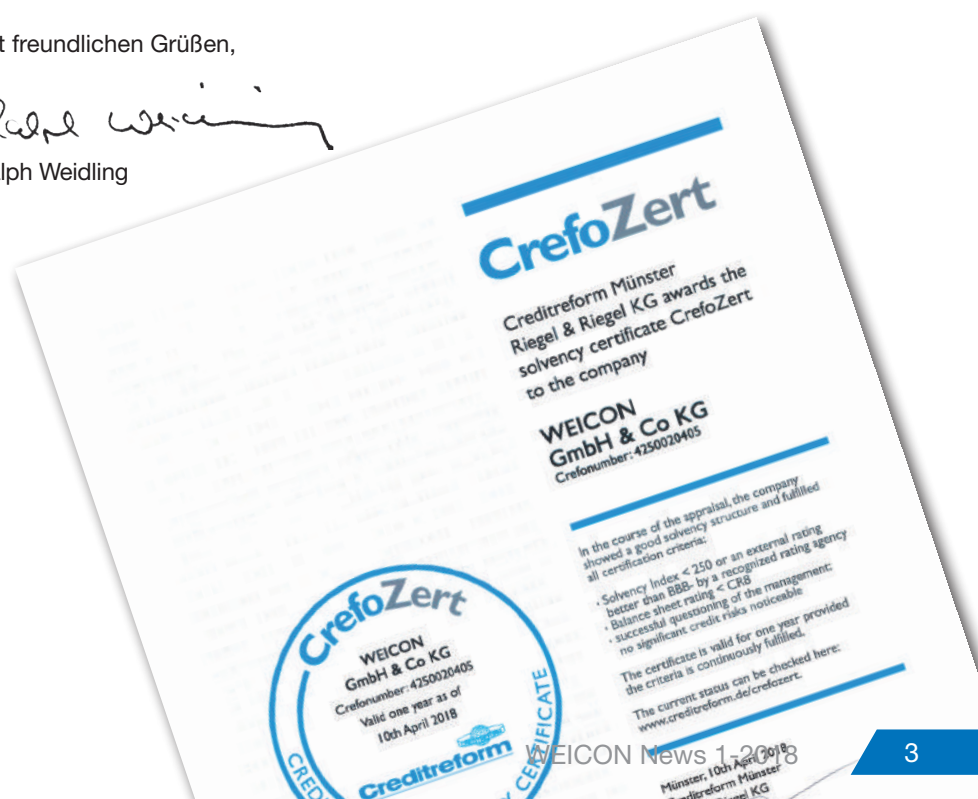 t freundlichen Grüßen,
lph Weidling
CrefoZert
Creditreform Münster
Riegel & Riegel KG awards the
solvency certificate CrefoZert
to the company
WEICON
GmbH & Co KG
Crefonumber: 4250020405
In the course of the appraisal, the company
showed a good solvency structure and fulfilled
all certification criteria:
· Solvency Index < 250 or an external rating
better than BBB- by a recognized rating agency
· Balance sheet rating < CR8
· successful questioning of the management:
no significant credit risks noticeable
The certificate is valid for one year provided
the criteria is continuously fulfilled.
The current status can be checked here:
www.creditreform.de/crefozert.
Münster, 10th April 2018
Creditreform Münster
KG
CrefoZert
WEICON
GmbH & Co KG
Crefonumber: 4250020405
Valid one year as of
10th April 2018
Creditreform
CRED
Y CERTIFICATE
WEICON News 1-2018
3